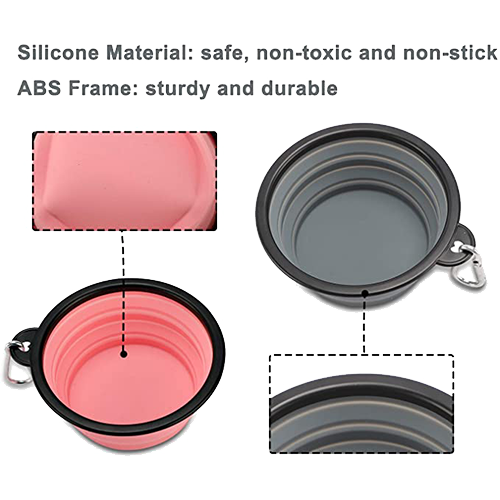 Silicone Material: safe, non-toxic and non-stick
ABS Frame: sturdy and durable